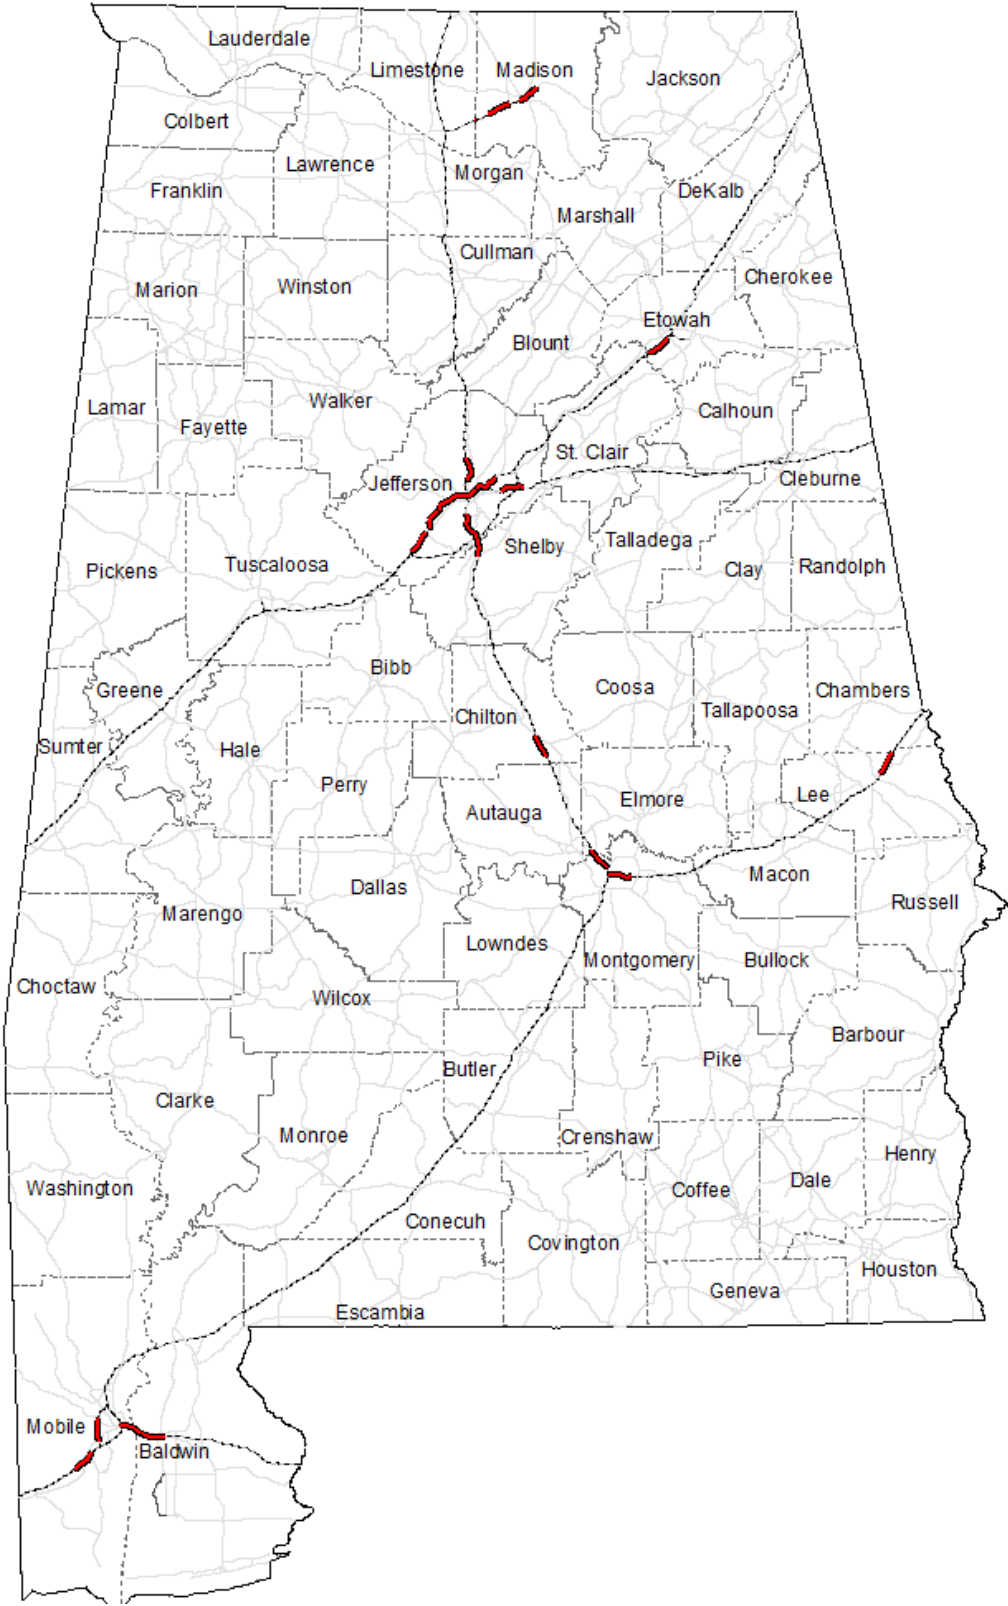 Lauderdale
Limestone
Madison
Jackson
Colbert
Lawrence
Morgan
Franklin
DeKalb
Marshall
Cullman
Cherokee
Marion
Winston
Etowah
Blount
Walker
Lamar
Calhoun
Fayette
St. Clair
Jefferson
Cleburne
Talladega
Shelby
Tuscaloosa
Randolph
Pickens
Clay
Bibb
Coosa
Greene
Chambers
Tallapoosa
Chilton
Sumter
Hale
Perry
Lee
Elmore
Autauga
Macon
Dallas
Russell
Marengo
Lowndes
Montgomery
Bullock
Choctaw
Wilcox
Barbour
Pike
Butler
Clarke
Monroe
Crenshaw
Henry
Dale
Washington
Coffee
Conecuh
Covington
Houston
Geneva
Escambia
Mobile
Baldwin